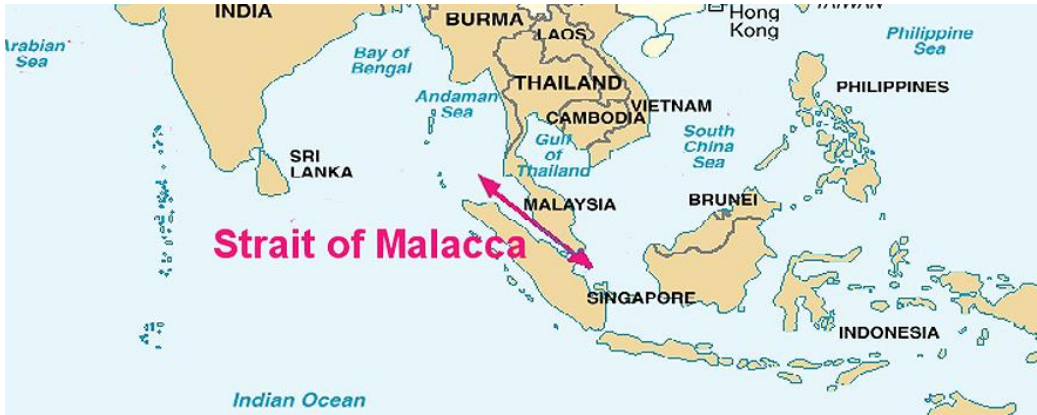 INDIA
BURMA
Hong
Kong
TAIWAN
Arabian
Sea
Bay of
Bengal
LAOS
Philippine
Sea
THAILAND
PHILIPPINES
Andaman
Sea
VIETNAM
CAMBODIA
South
China
Sea
Gulf
of
Thailand
SRI
LANKA
MALAYSIA
BRUNEI
Strait of Malacca
SINGAPORE
INDONESIA
Indian Ocean